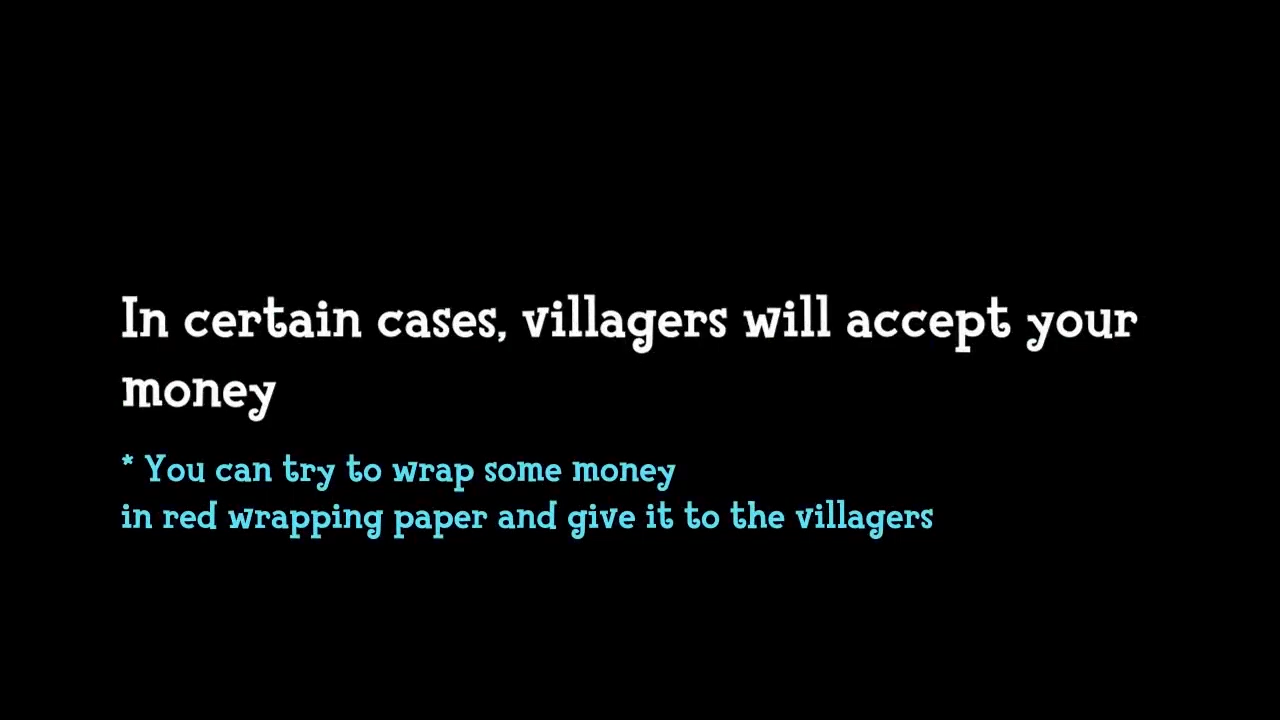 In certain cases, villagers will accept your
money
* You can try to wrap some money
in red wrapping paper and give it to the villagers